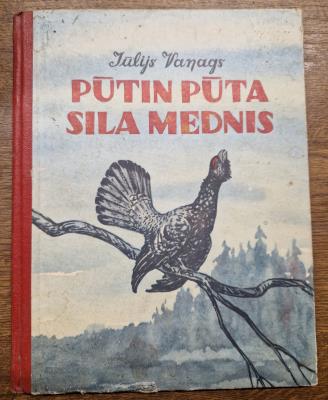 Jūlijs Vanags
PŪTIN PŪTA
SILA MEDNIS